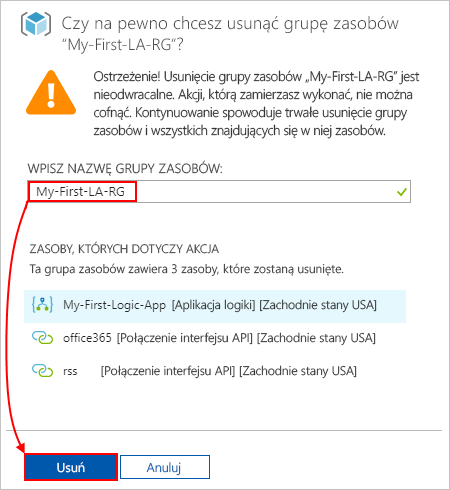 Czy na pewno chcesz usunąć grupę zasobów
“My-First-LA-RG”?
Ostrzeżenie! Usunięcie grupy zasobów „My-First-LA-RG” jest
nieodwracalne. Akcji, którą zamierzasz wykonać, nie można
cofnąć. Kontynuowanie spowoduje trwałe usunięcie grupy
zasobów i wszystkich znajdujących się w niej zasobów.
WPISZ NAZWĘ GRUPY ZASOBÓW:
My-First-LA-RG
ZASOBY, KTÓRYCH DOTYCZY AKCJA
Ta grupa zasobów zawiera 3 zasoby, które zostaną usunięte.
My-First-Logic-App [Aplikacja logiki] [Zachodnie stany USA]
office365 [Połączenie interfejsu API] [Zachodnie stany USA]
rss [Połączenie interfejsu API] [Zachodnie stany USA]
Usuń Anuluj